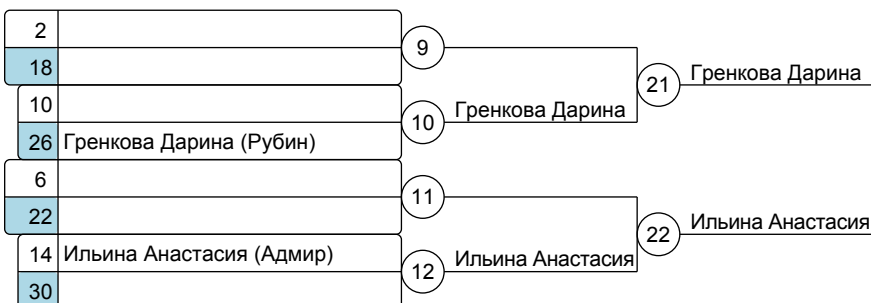 2
9
18
21 Гренкова Дарина
10
10 Гренкова Дарина
26 Гренкова Дарина (Рубин)
6
11
22
22 Ильина Анастасия
14 Ильина Анастасия (Адмир)
12 Ильина Анастасия
30